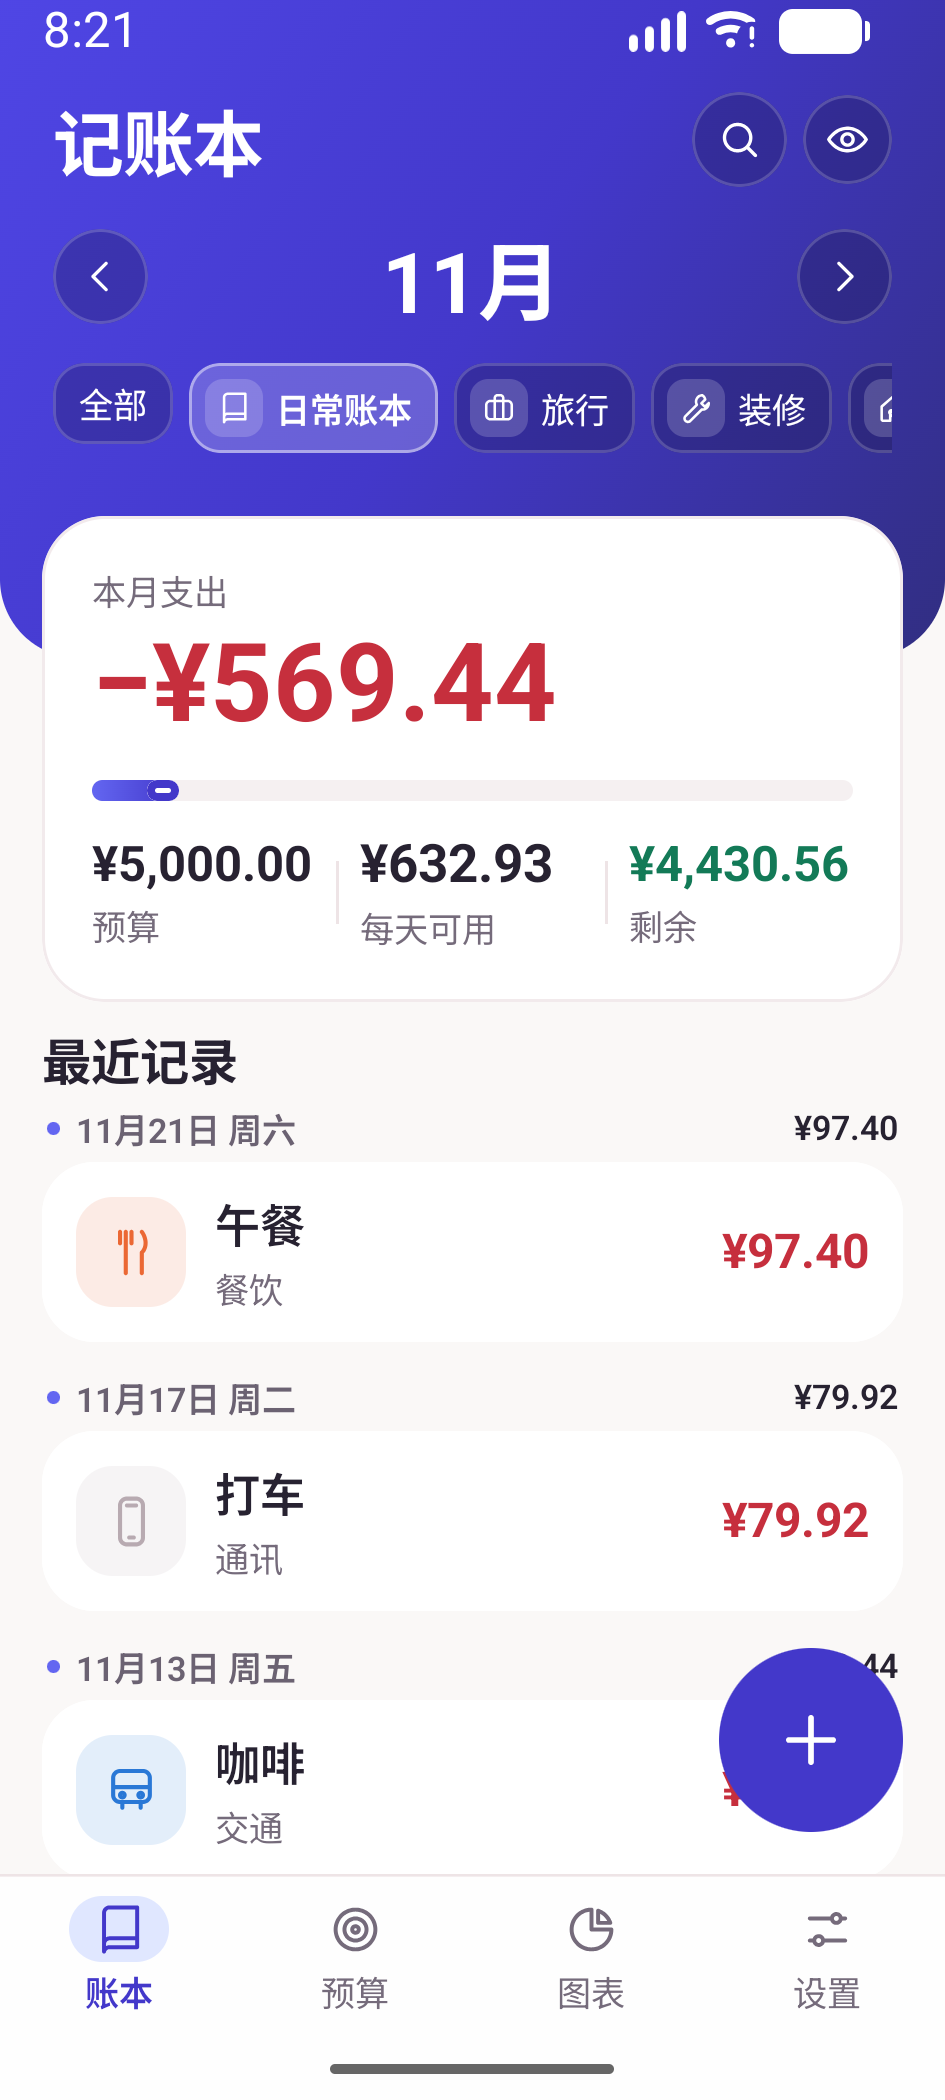 8:21
记账本
11月
全部
日常账本
旅行
装修
本月支出
-¥569.44
¥5,000.00
¥632.93
¥4,430.56
预算
每天可用
剩余
最近记录
11月21日 周六
¥97.40
午餐
餐饮
¥97.40
11月17日 周二
¥79.92
打车
通讯
¥79.92
11月13日 周五
44
咖啡
交通
¥
账本
预算
图表
设置